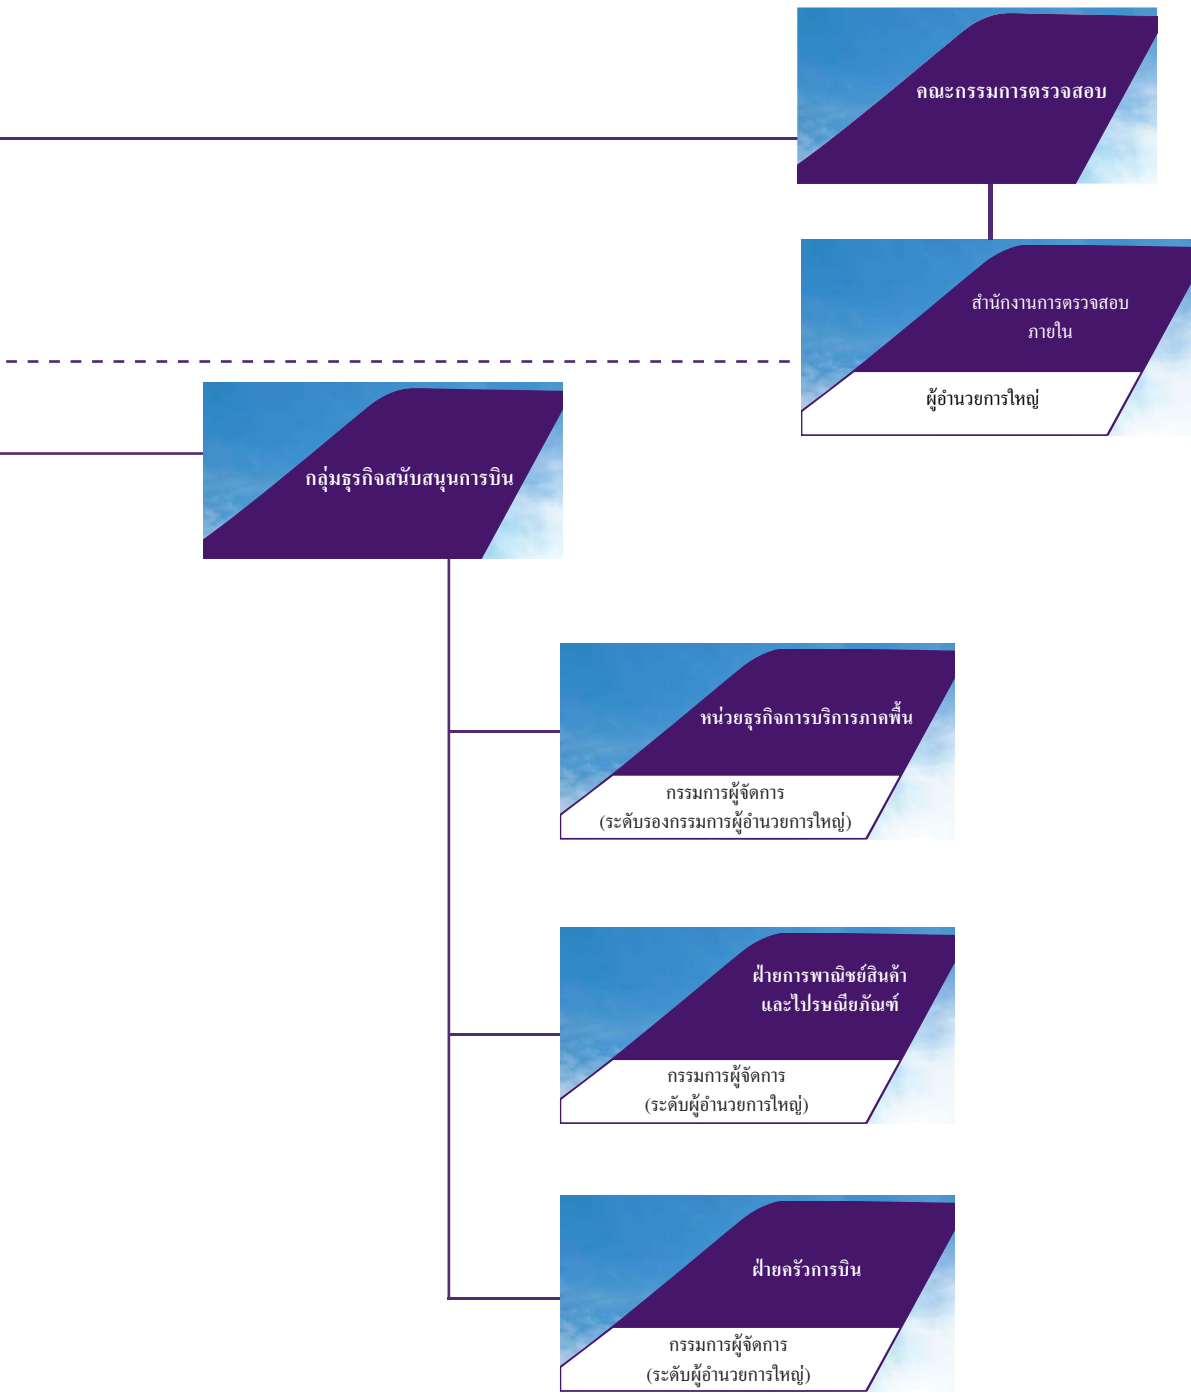 คณะกรรมการตรวจสอบ
สำนักงานการตรวจสอบ
ภายใน
ผู้อำนวยการใหญ่
กลุ่มธุรกิจสนับสนุนการบิน
หน่วยธุรกิจการบริการภาคพื้น
กรรมการผู้จัดการ
(ระดับรองกรรมการผู้อำนวยการใหญ่)
ฝ่ายการพาณิชย์สินค้า
และไปรษณียภัณฑ์
กรรมการผู้จัดการ
(ระดับผู้อำนวยการใหญ่)
ฝ่ายครัวการบิน
กรรมการผู้จัดการ
(ระดับผู้อำนวยการใหญ่)